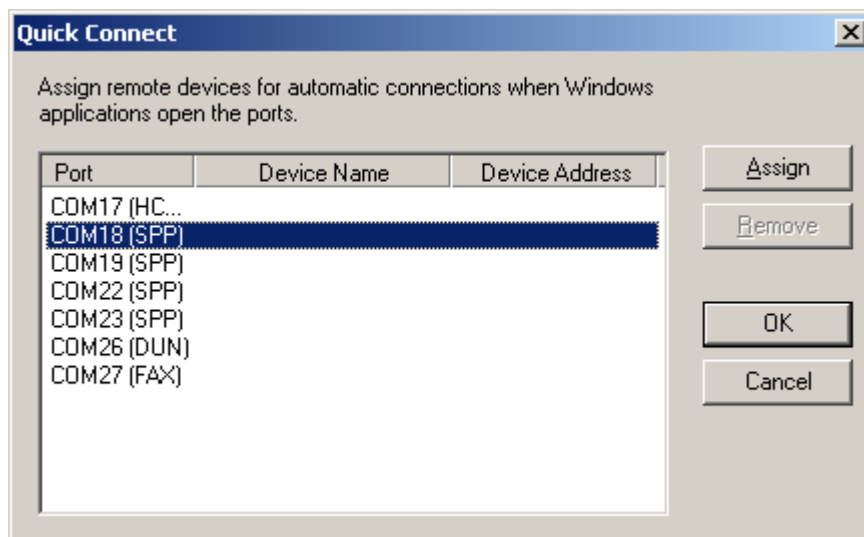 Quick Connect
Assign remote devices for automatic connections when Windows
applications open the ports.
Port Device Name Device Address
COM17 (HC...
COM18 (SPP)
COM19 (SPP)
COM22 (SPP)
COM23 (SPP)
COM26 (DUN)
COM27 (FAX)
Assign
Remove
OK
Cancel